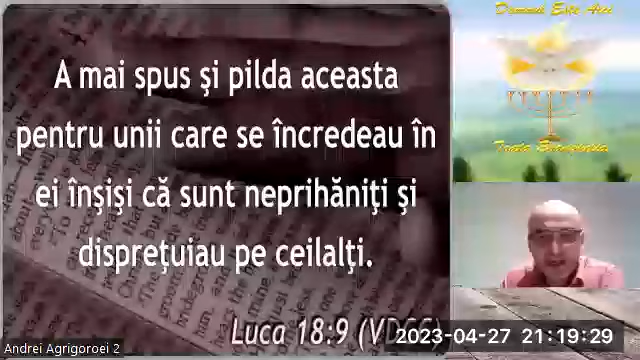 A mai spus şi pilda aceasta
pentru unii care se încredeau în
ei înşişi că sunt neprihăniţi şi
dispreţuiau pe ceilalţi.
Luca 18:9
2023-04-27 21:19:29
Andrei Agrigoroei 2
Domnul Este Aici